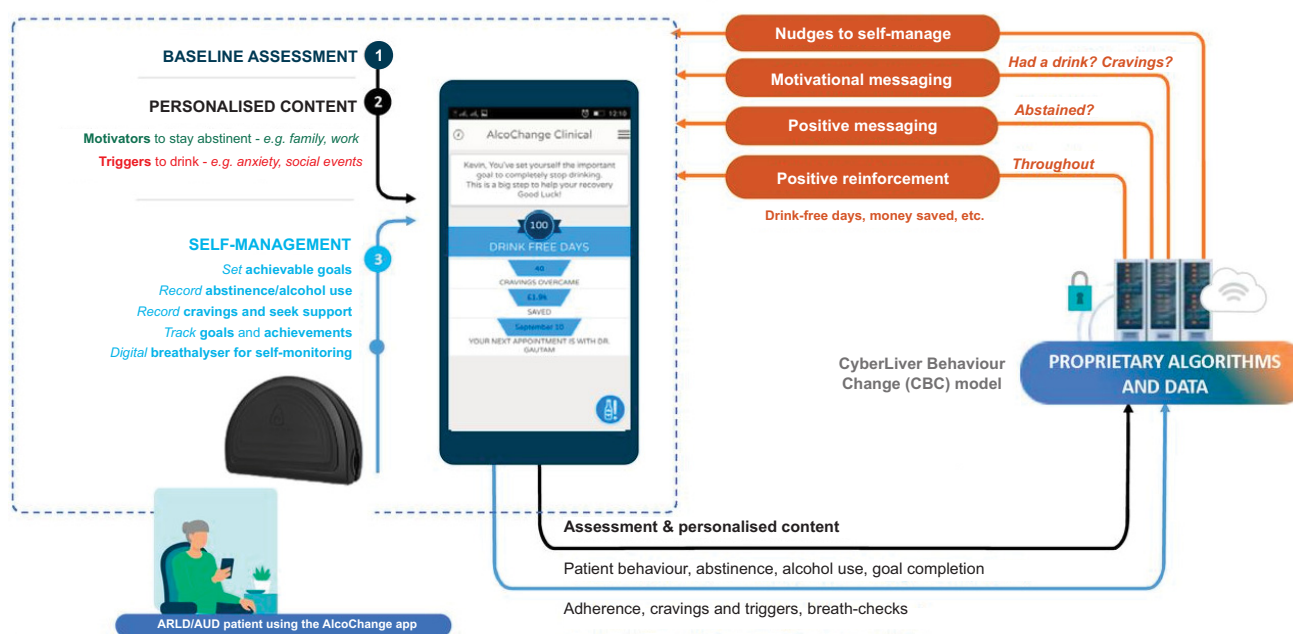 BASELINE ASSESSMENT 1
PERSONALISED CONTENT 2
Motivators to stay abstinent - e.g. family, work
Triggers to drink - e.g. anxiety, social events
SELF-MANAGEMENT
3
Set achievable goals
Record abstinence/alcohol use
Record cravings and seek support
Track goals and achievements
Digital breathalyser for self-monitoring
12:10
AlcoChange Clinical
Kevin, You've set yourself the important
goal to completely stop drinking.
This is a big step to help your recovery
Good Luck!
100
DRINK FREE DAYS
40
CRAVINGS OVERCAME
SAVED
September 10
YOUR NEXT APPOINTMENT IS WITH DR.
GAUTAM
Nudges to self-manage
Motivational messaging
Had a drink? Cravings?
Positive messaging
Abstained?
Positive reinforcement
Throughout
Drink-free days, money saved, etc.
CyberLiver Behaviour
Change (CBC) model
PROPRIETARY ALGORITHMS
AND DATA
Assessment & personalised content
Patient behaviour, abstinence, alcohol use, goal completion
Adherence, cravings and triggers, breath-checks
ARLD/AUD patient using the AlcoChange app